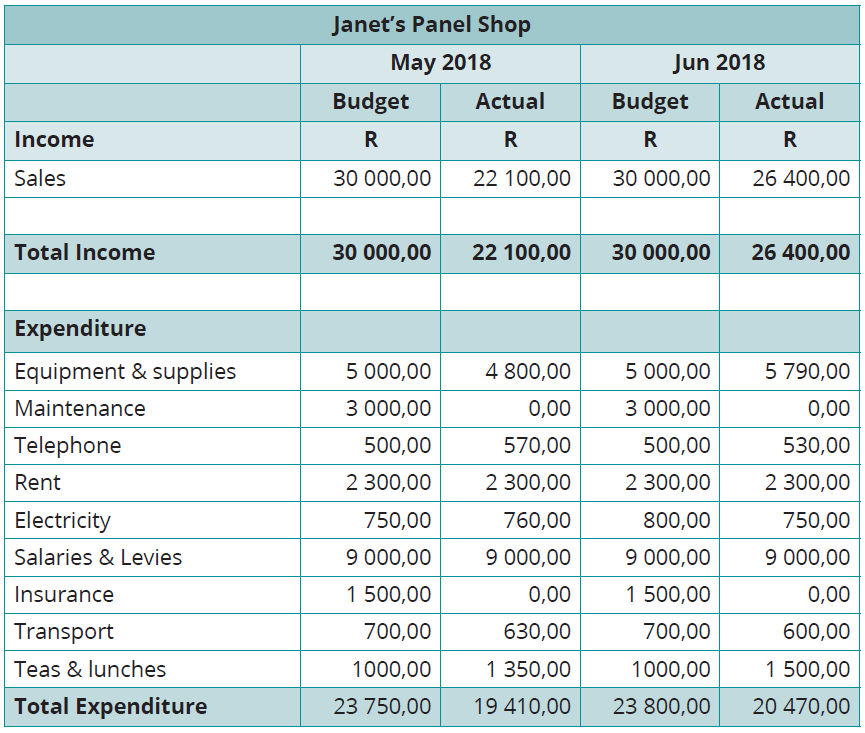 Janet’s Panel Shop
May 2018 Jun 2018
Budget Actual Budget Actual
Income R R R R
Sales 30 000,00 22 100,00 30 000,00 26 400,00
Total Income 30 000,00 22 100,00 30 000,00 26 400,00
Expenditure
Equipment & supplies 5 000,00 4 800,00 5 000,00 5 790,00
Maintenance 3 000,00 0,00 3 000,00 0,00
Telephone 500,00 570,00 500,00 530,00
Rent 2 300,00 2 300,00 2 300,00 2 300,00
Electricity 750,00 760,00 800,00 750,00
Salaries & Levies 9 000,00 9 000,00 9 000,00 9 000,00
Insurance 1 500,00 0,00 1 500,00 0,00
Transport 700,00 630,00 700,00 600,00
Teas & lunches 1000,00 1 350,00 1000,00 1 500,00
Total Expenditure 23 750,00 19 410,00 23 800,00 20 470,00